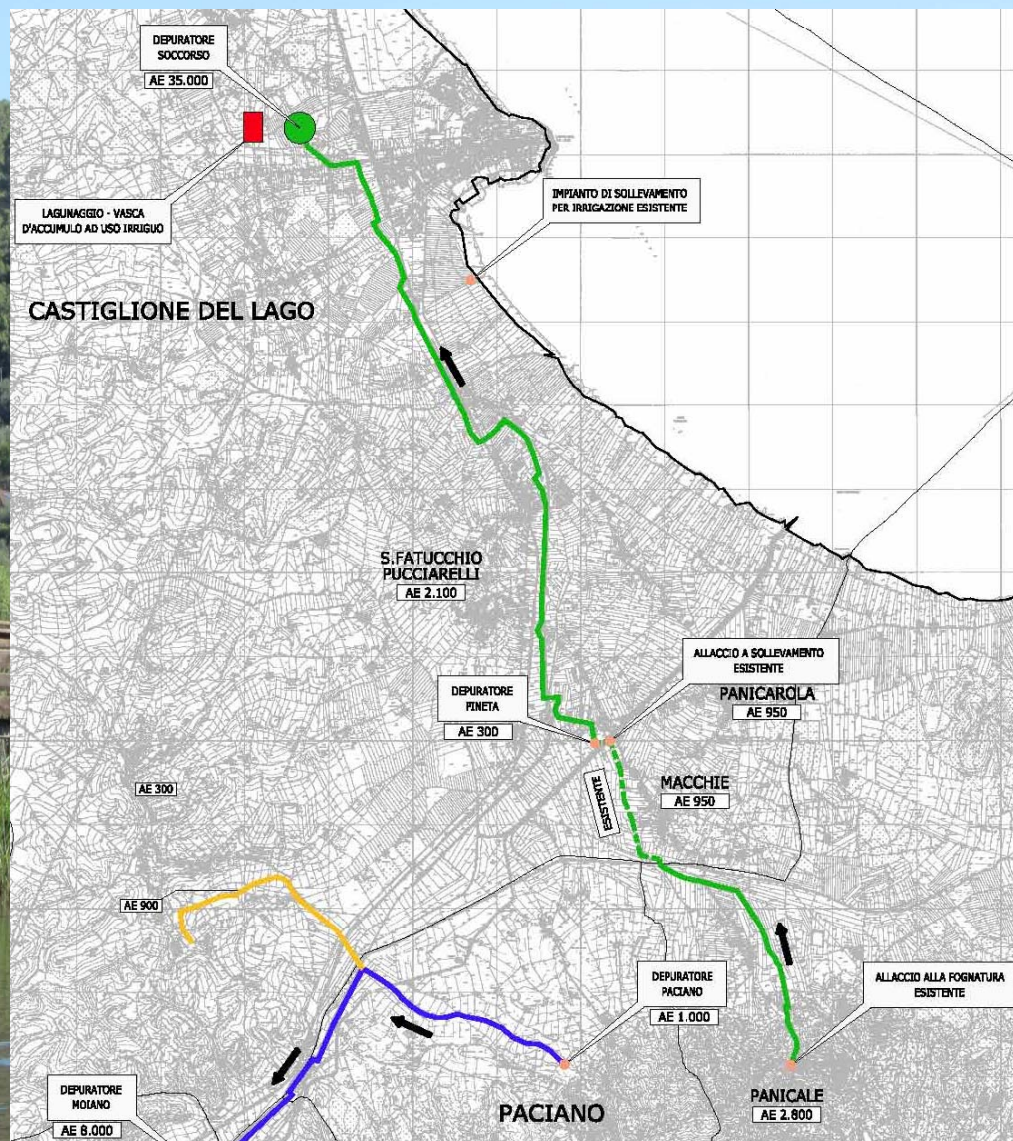 DEPURATORE
SOCCORSO
AE 35.000
LAGUNAGGIO - VASCA
D'ACCUMULO AD USO IRRIGUO
IMPIANTO DI SOLLEVAMENTO
PER IRRIGAZIONE ESISTENTE
CASTIGLIONE DEL LAGO
S.FATUCCHIO
PUCCIARELLI
AE 2.100
ALLACCIO A SOLLEVAMENTO
ESISTENTE
DEPURATORE
PINETA
AE 300
PANICAROLA
AE 950
ESISTENTE
MACCHIE
AE 950
AE 300
AE 900
DEPURATORE
PACIANO
AE 1.000
ALLACCIO ALLA FOGNATURA
ESISTENTE
DEPURATORE
MOIANO
AE 8.000
PACIANO
PANICALE
AE 2.800